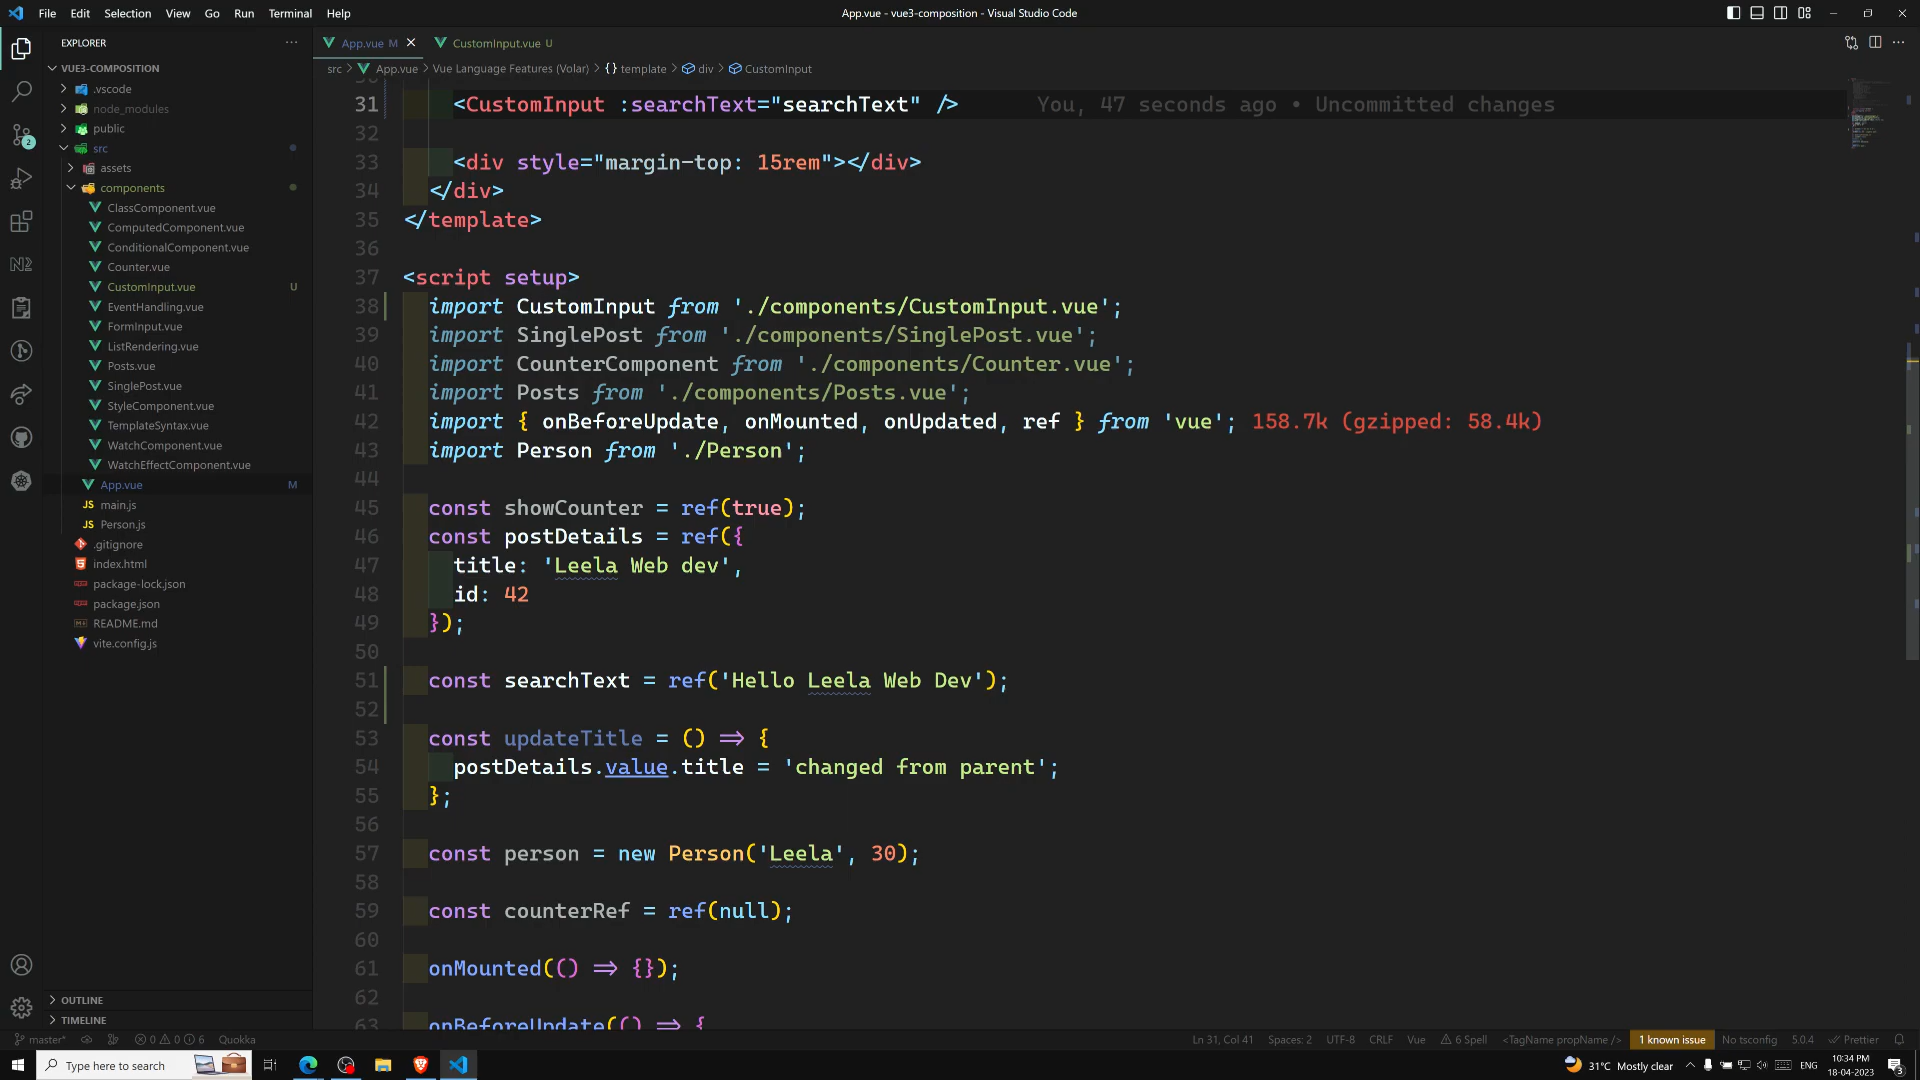 File Edit Selection View Go Run Terminal Help
App.vue - vue3-composition - Visual Studio Code
EXPLORER
VUE3-COMPOSITION
.vscode
node_modules
public
src
assets
components
ClassComponent.vue
ComputedComponent.vue
ConditionalComponent.vue
Counter.vue
CustomInput.vue U
EventHandling.vue
FormInput.vue
ListRendering.vue
Posts.vue
SinglePost.vue
StyleComponent.vue
TemplateSyntax.vue
WatchComponent.vue
WatchEffectComponent.vue
App.vue M
JS main.js
JS Person.js
.gitignore
index.html
package-lock.json
package.json
README.md
vite.config.js
OUTLINE
TIMELINE
App.vue M CustomInput.vue U
src > App.vue > Vue Language Features (Volar) > {} template > div > CustomInput
31 <CustomInput :searchText="searchText" /> You, 47 seconds ago • Uncommitted changes
32
33 <div style="margin-top: 15rem"></div>
34 </div>
35 </template>
36
37 <script setup>
38 import CustomInput from './components/CustomInput.vue';
39 import SinglePost from './components/SinglePost.vue';
40 import CounterComponent from './components/Counter.vue';
41 import Posts from './components/Posts.vue';
42 import { onBeforeUpdate, onMounted, onUpdated, ref } from 'vue'; 158.7k (gzipped: 58.4k)
43 import Person from './Person';
44
45 const showCounter = ref(true);
46 const postDetails = ref({
47 title: 'Leela Web dev',
48 id: 42
49 });
50
51 const searchText = ref('Hello Leela Web Dev');
52
53 const updateTitle = () => {
54 postDetails.value.title = 'changed from parent';
55 };
56
57 const person = new Person('Leela', 30);
58
59 const counterRef = ref(null);
60
61 onMounted(() => {});
62
63 onBeforeUpdate(() => {
master* 0 0 6 Quokka
Ln 31, Col 41 Spaces: 2 UTF-8 CRLF Vue 6 Spell <TagName propName /> 1 known issue No tsconfig 5.0.4 Prettier
Type here to search
31°C Mostly clear ENG 10:34 PM
18-04-2023 3